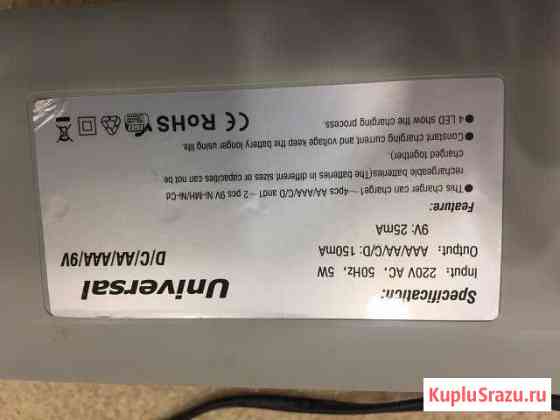 Universal
D/C/AA/AAA/9V
Specification:
Input: 220V AC, 50Hz, 5W
Output: AAA/AA/C/D: 150mA
9V: 25mA
Feature:
● This charger can charge1~4pcs AA/AAA/C/D and1~2 pcs 9V Ni-MH/Ni-Cd
rechargeable batteries(The batteries in different sizes or capacities can not be
charged together)
● Constant charging current and voltage keep the battery longer using life.
● 4 LED show the charging process.
CE RoHS
KupluSrazu.ru